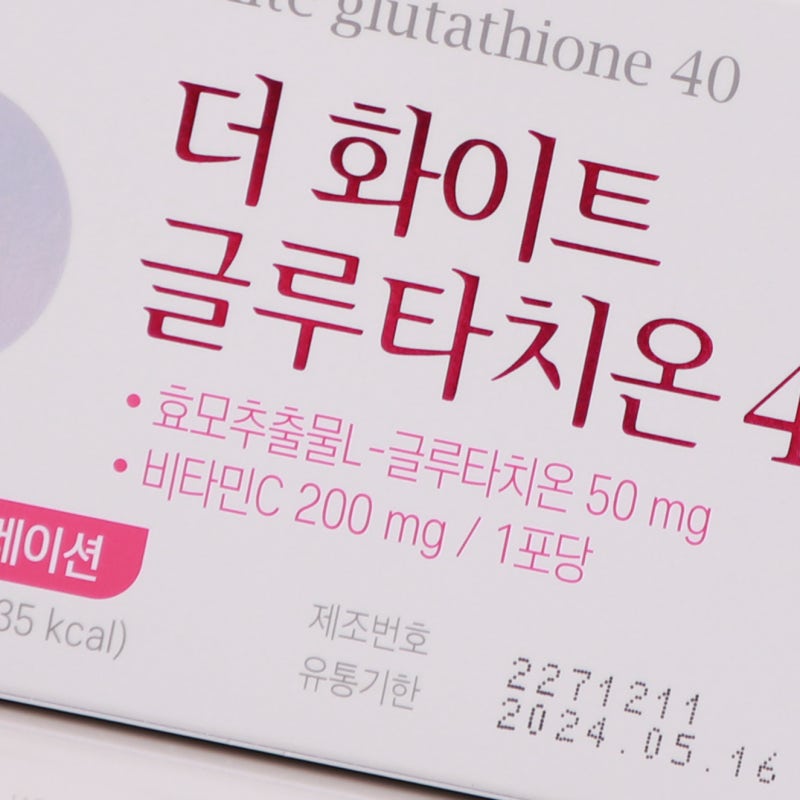 glutathione 40
더 화이트
글루타치온 4
• 효모추출물L-글루타치온 50 mg
• 비타민C 200 mg / 1포당
이션
35 kcal)
제조번호 2271211
유통기한 2024.05.16